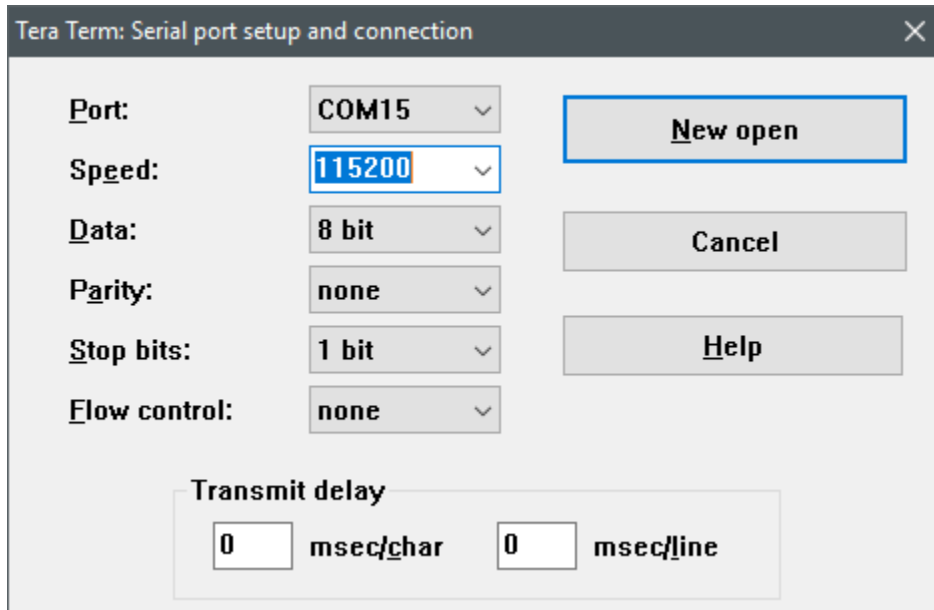 Tera Term: Serial port setup and connection
Port: COM15
New open
Speed: 115200
Data: 8 bit
Cancel
Parity: none
Stop bits: 1 bit
Help
Flow control: none
Transmit delay
0 msec/char 0 msec/line